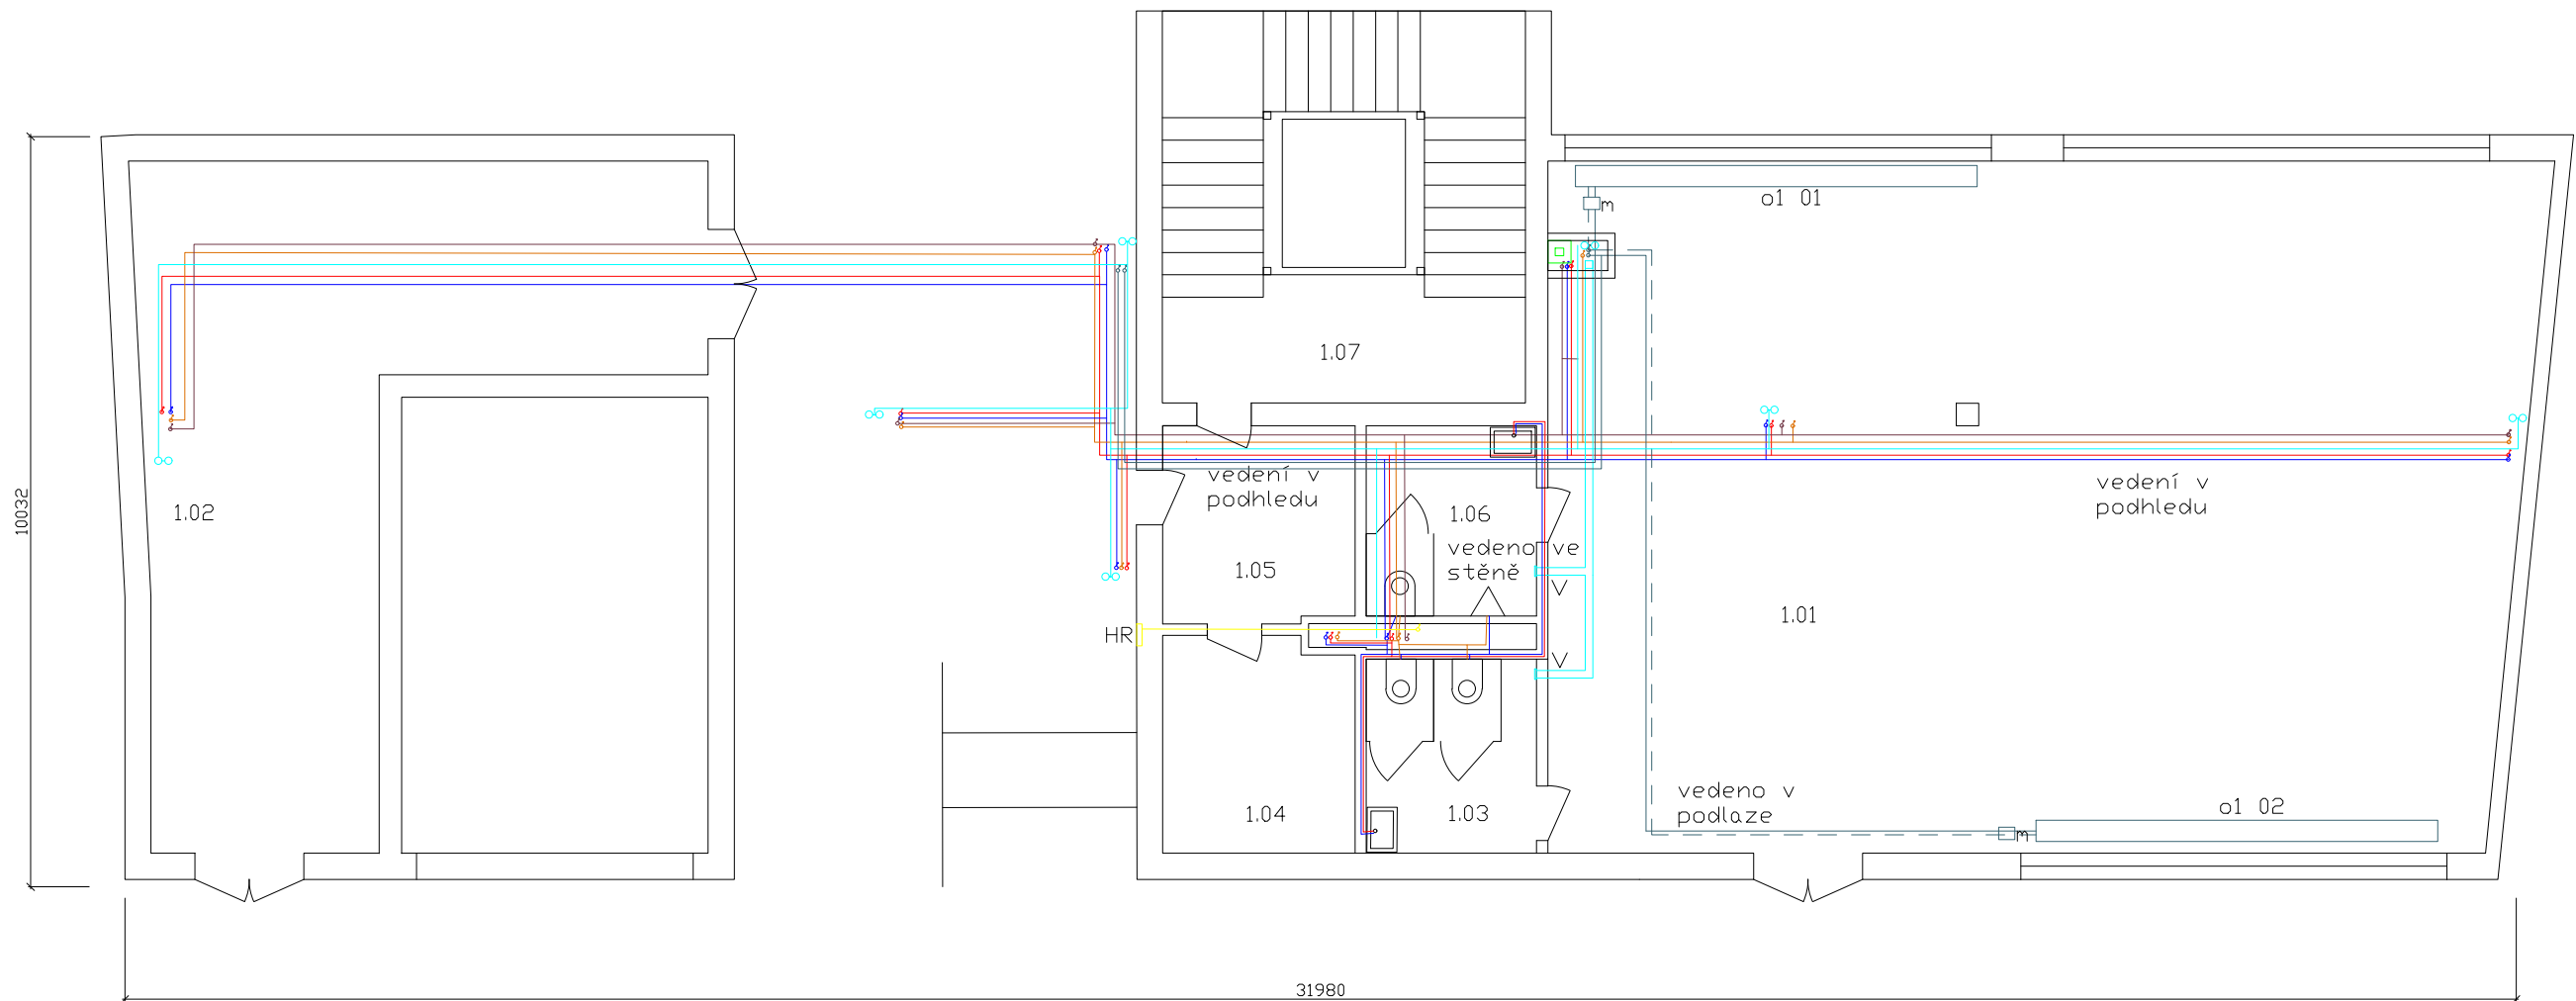 o1 01
m
1.07
10032
1.02
vedení v
podhledu
1.06
vedeno ve
stěně
vedení v
podhledu
1.05
1.01
HR
vedeno v
podlaze
1.04
1.03
o1 02
m
31980